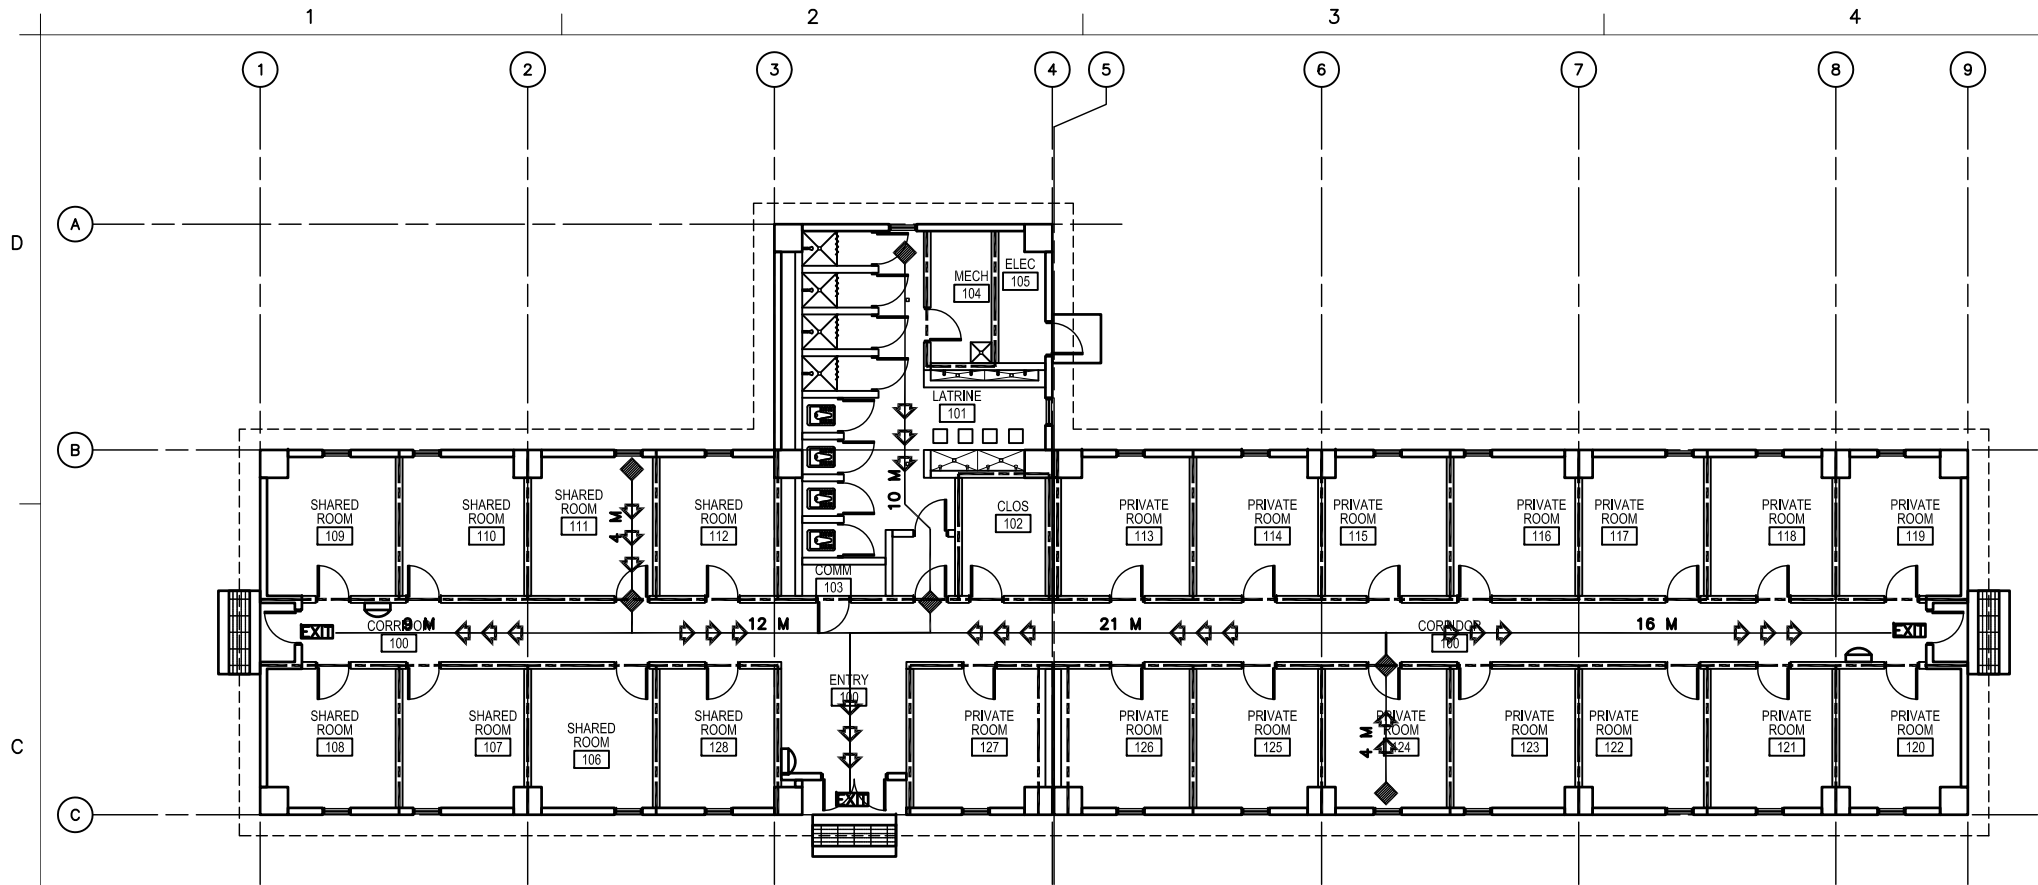 1 2 3 4
1 2 3 4 5 6 7 8 9
A
D
ELEC
105
MECH
104
LATRINE
101
B
10 M
SHARED
ROOM
109
SHARED
ROOM
110
SHARED
ROOM
111
4 M
SHARED
ROOM
112
CLOS
102
PRIVATE
ROOM
113
PRIVATE
ROOM
114
PRIVATE
ROOM
115
PRIVATE
ROOM
116
PRIVATE
ROOM
117
PRIVATE
ROOM
118
PRIVATE
ROOM
119
COMM
103
EXIT
CORRIDOR
100
9 M
12 M
21 M
CORRIDOR
100
16 M
EXIT
ENTRY
100
SHARED
ROOM
108
SHARED
ROOM
107
SHARED
ROOM
106
SHARED
ROOM
128
PRIVATE
ROOM
127
PRIVATE
ROOM
126
PRIVATE
ROOM
125
4 M
PRIVATE
ROOM
124
PRIVATE
ROOM
123
PRIVATE
ROOM
122
PRIVATE
ROOM
121
PRIVATE
ROOM
120
C
EXIT
C